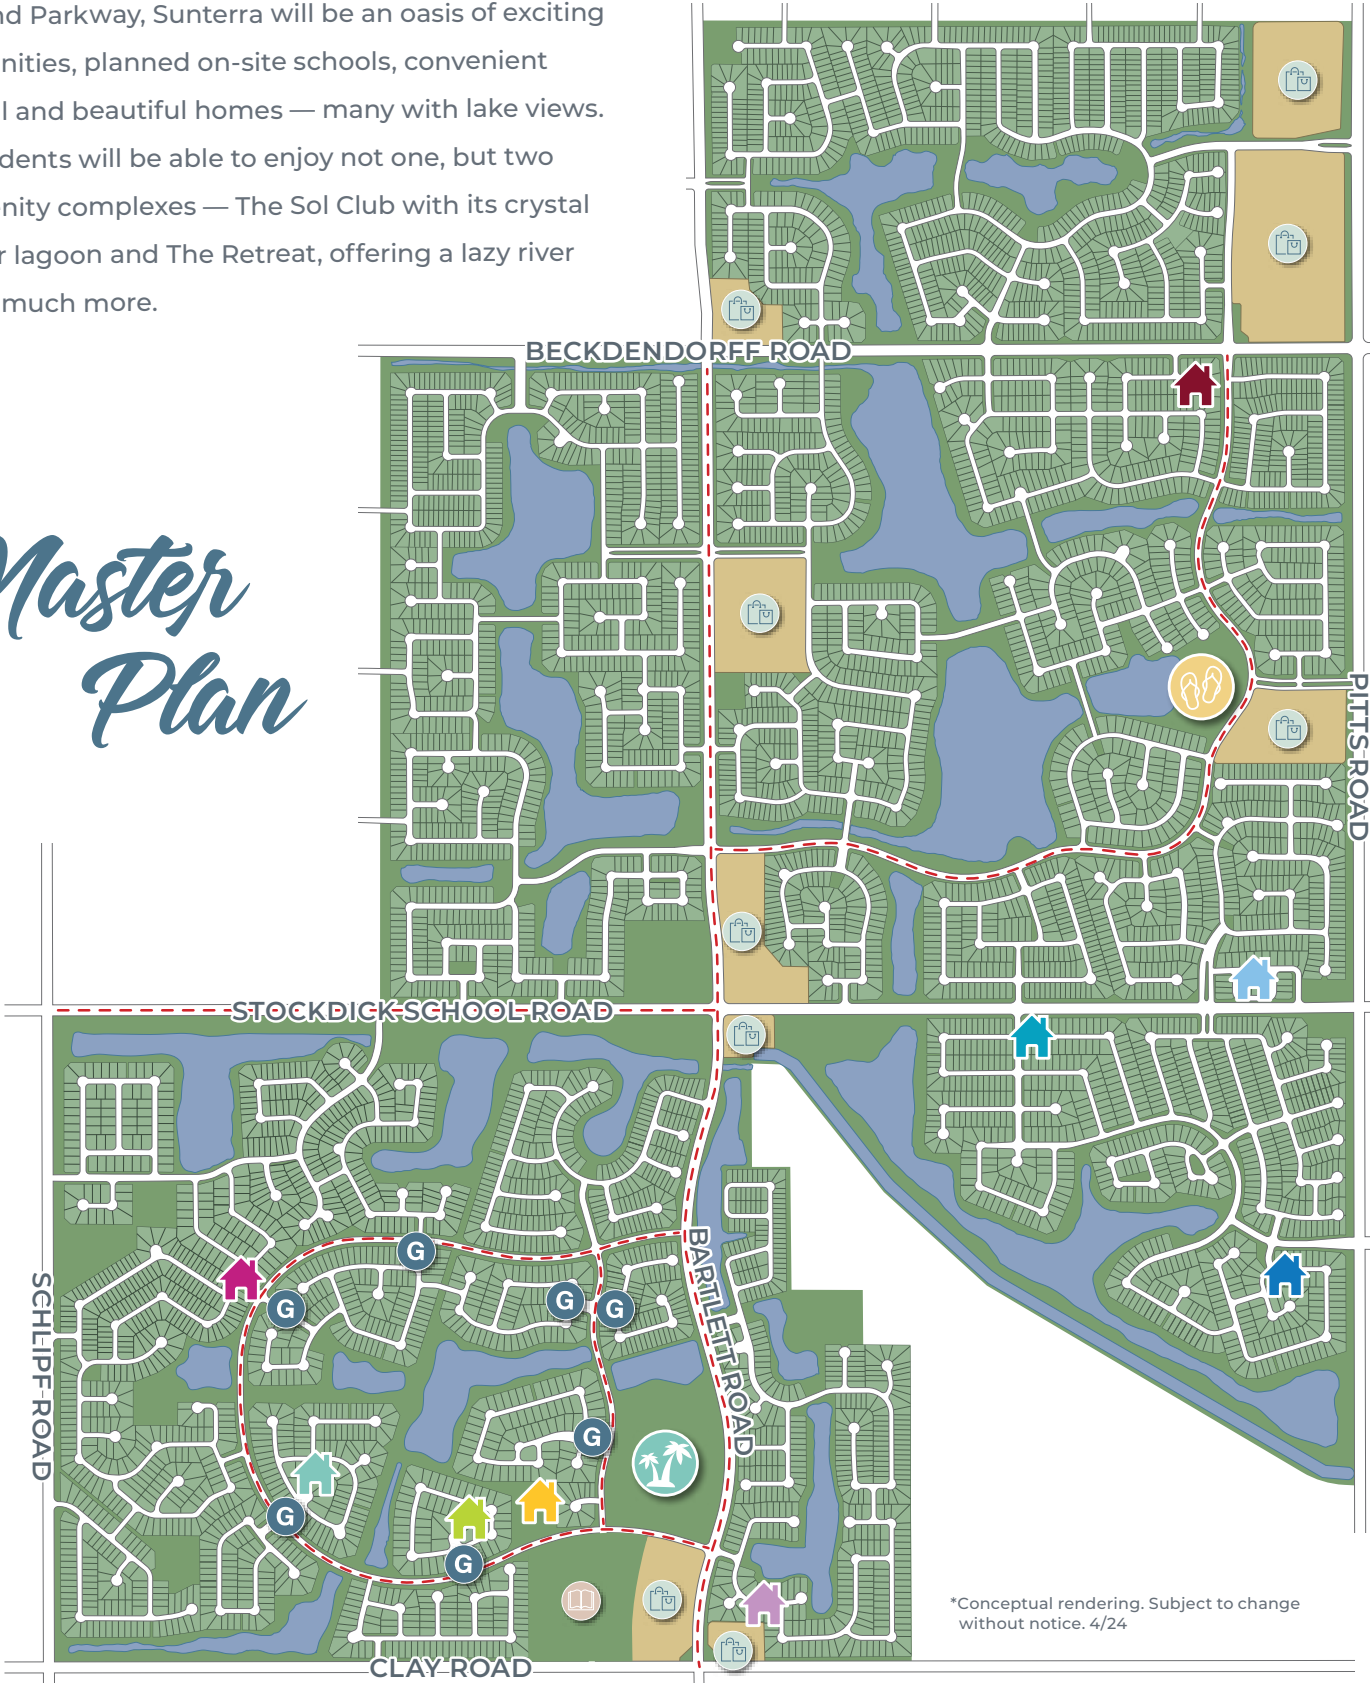 nd Parkway, Sunterra will be an oasis of exciting
nities, planned on-site schools, convenient
l and beautiful homes — many with lake views.
dents will be able to enjoy not one, but two
enity complexes — The Sol Club with its crystal
r lagoon and The Retreat, offering a lazy river
much more.
BECKDENDORFF ROAD
Master
Plan
PITTS ROAD
STOCKDICK SCHOOL ROAD
BARTLETT ROAD
SCHLIPF ROAD
G
G
G
G
G
G
G
*Conceptual rendering. Subject to change
without notice. 4/24
CLAY ROAD